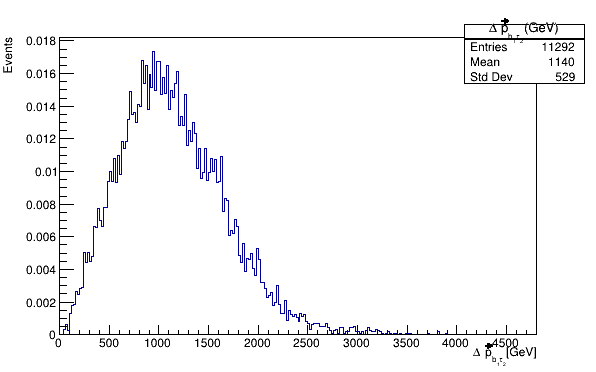 Δ p⃗ b₁τ₂ (GeV)
Entries 11292
Mean 1140
Std Dev 529
Events
0.018
0.016
0.014
0.012
0.01
0.008
0.006
0.004
0.002
0
0 500 1000 1500 2000 2500 3000 3500 4000 4500
Δ p⃗ b₁τ₂ [GeV]